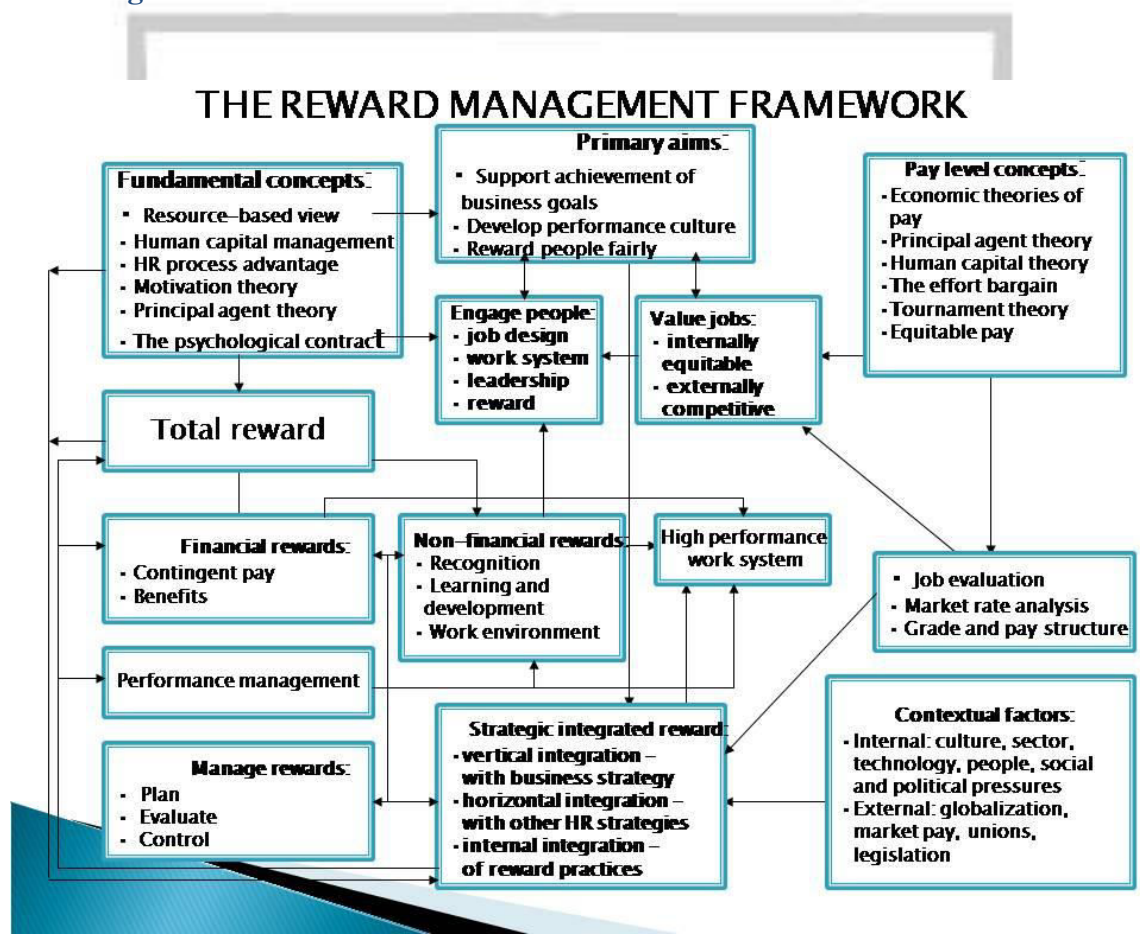 THE REWARD MANAGEMENT FRAMEWORK
Primary aims:
▪ Support achievement of
business goals
- Develop performance culture
- Reward people fairly
Fundamental concepts:
▪ Resource-based view
- Human capital management
- HR process advantage
- Motivation theory
- Principal agent theory
- The psychological contract
Pay level concepts:
- Economic theories of
pay
- Principal agent theory
- Human capital theory
- The effort bargain
- Tournament theory
- Equitable pay
Engage people:
- job design
- work system
- leadership
- reward
Value jobs:
- internally
equitable
- externally
competitive
Total reward
Financial rewards:
- Contingent pay
- Benefits
Non-financial rewards:
- Recognition
- Learning and
development
- Work environment
High performance
work system
▪ Job evaluation
- Market rate analysis
- Grade and pay structure
Performance management
Strategic integrated reward:
- vertical integration –
with business strategy
- horizontal integration –
with other HR strategies
- internal integration –
of reward practices
Contextual factors:
- Internal: culture, sector,
technology, people, social
and political pressures
- External: globalization,
market pay, unions,
legislation
Manage rewards:
- Plan
- Evaluate
- Control